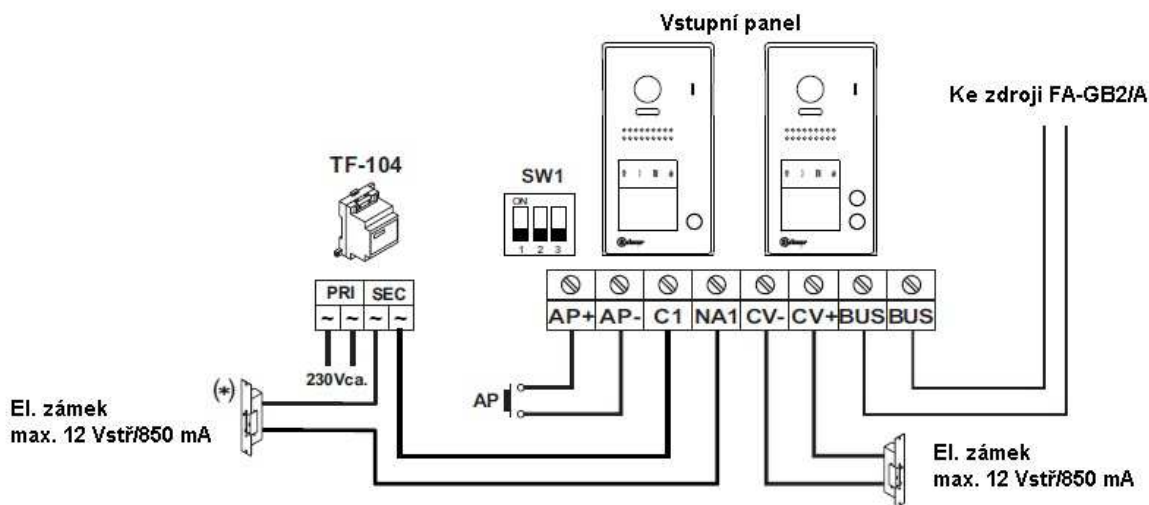 Vstupní panel
Ke zdroji FA-GB2/A
TF-104
SW1
ON
1 2 3
PRI SEC
~ ~ ~ ~
AP+ AP- C1 NA1 CV- CV+ BUS BUS
230Vca.
(*)
AP
El. zámek
max. 12 Vstř/850 mA
El. zámek
max. 12 Vstř/850 mA